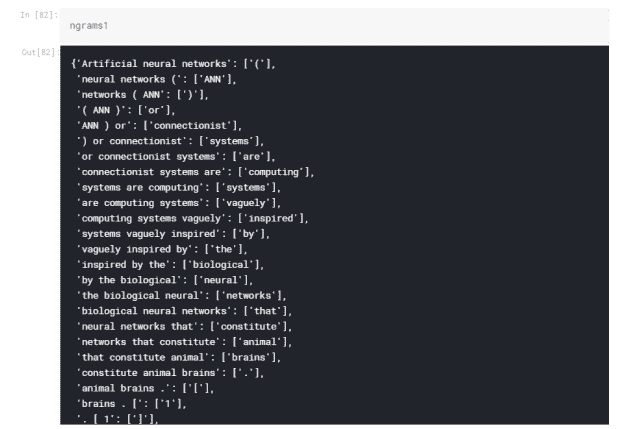 In [82]:
ngrams1
Out[82]:
{'Artificial neural networks': ['('],
'neural networks (': ['ANN'],
'networks ( ANN': [')'],
'( ANN )': ['or'],
'ANN ) or': ['connectionist'],
') or connectionist': ['systems'],
'or connectionist systems': ['are'],
'connectionist systems are': ['computing'],
'systems are computing': ['systems'],
'are computing systems': ['vaguely'],
'computing systems vaguely': ['inspired'],
'systems vaguely inspired': ['by'],
'vaguely inspired by': ['the'],
'inspired by the': ['biological'],
'by the biological': ['neural'],
'the biological neural': ['networks'],
'biological neural networks': ['that'],
'neural networks that': ['constitute'],
'networks that constitute': ['animal'],
'that constitute animal': ['brains'],
'constitute animal brains': ['.'],
'animal brains .': ['['],
'brains . [': ['1'],
'. [ 1': [']'],